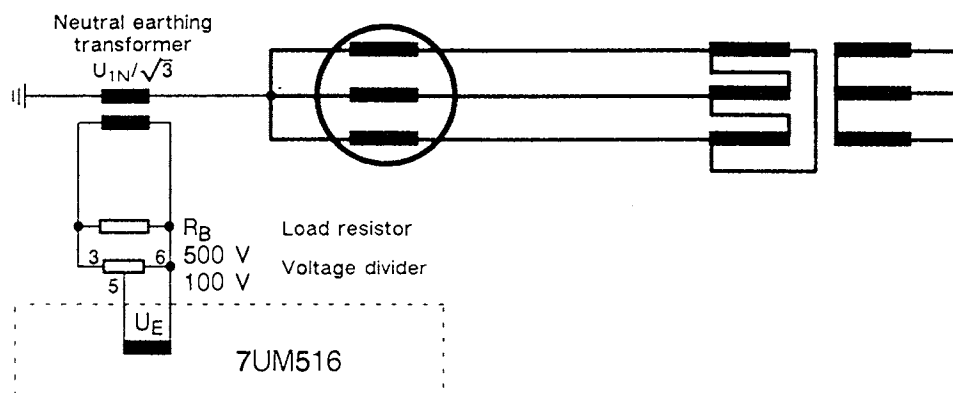 Neutral earthing
transformer
U1N/√3
RB
Load resistor
500 V
3
6
Voltage divider
100 V
5
UE
7UM516